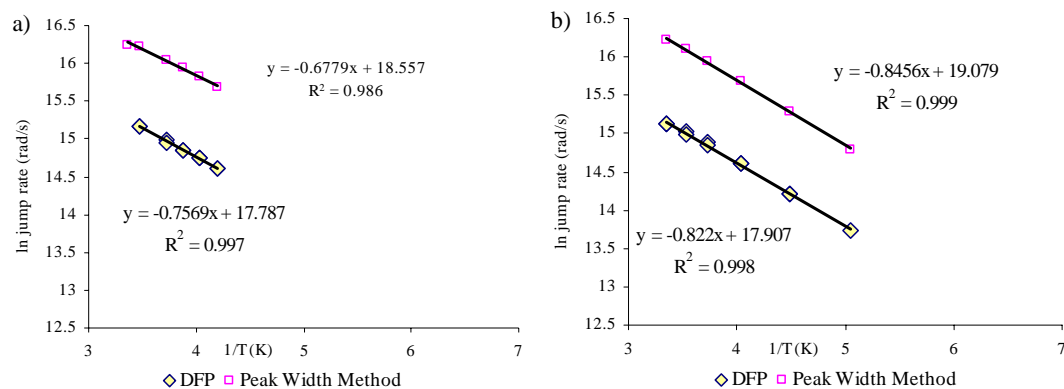 a)
16.5
16
15.5
15
14.5
14
13.5
13
12.5
ln jump rate (rad/s)
y = -0.6779x + 18.557
R² = 0.986
y = -0.7569x + 17.787
R² = 0.997
3 4 5 6 7
1/T (K)
DFP Peak Width Method
b)
16.5
16
15.5
15
14.5
14
13.5
13
12.5
ln jump rate (rad/s)
y = -0.8456x + 19.079
R² = 0.999
y = -0.822x + 17.907
R² = 0.998
3 4 5 6 7
1/T (K)
DFP Peak Width Method